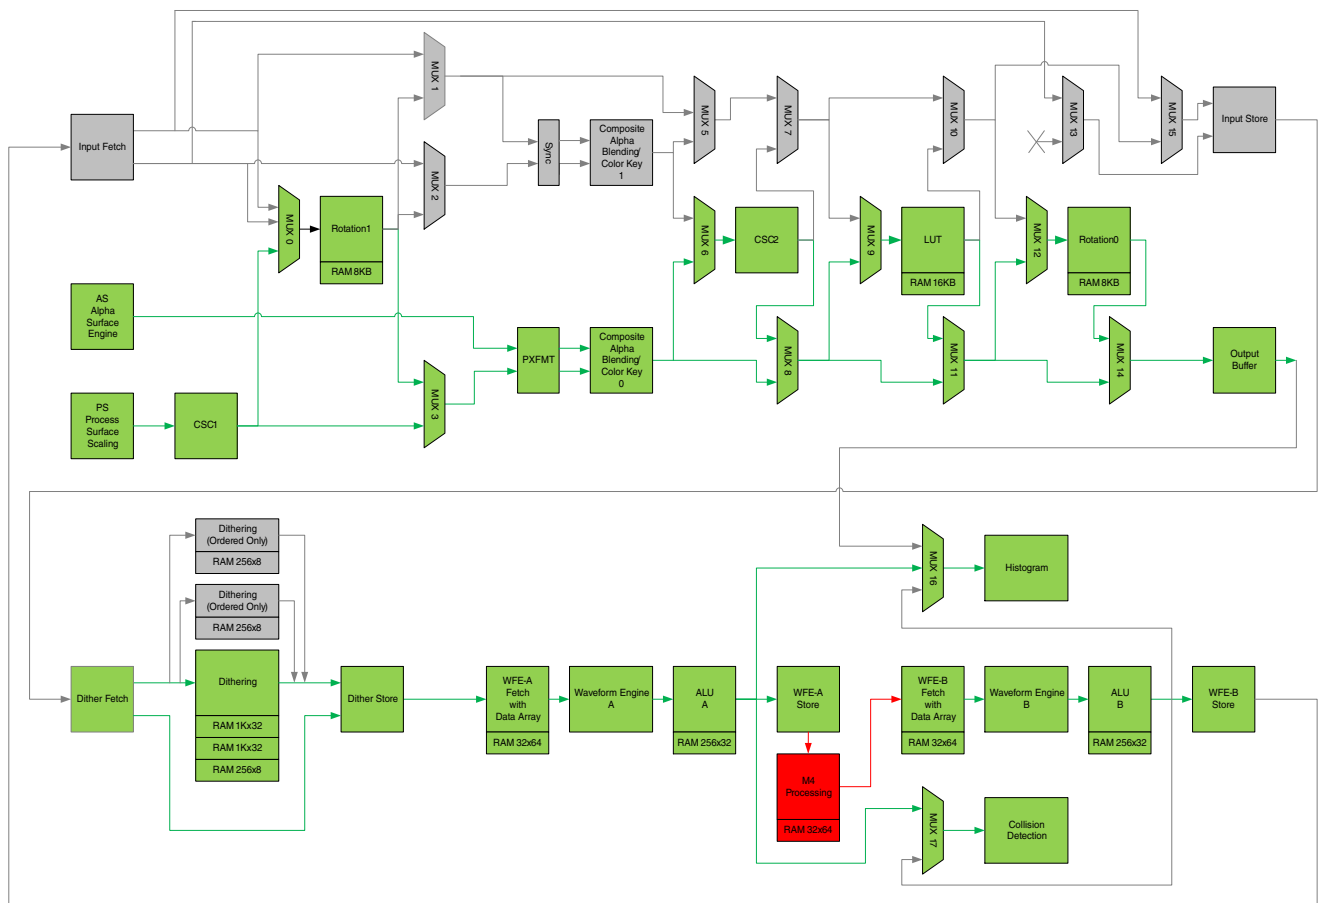 MUX 1
MUX 5
MUX 7
MUX 10
MUX 13
MUX 15
Input Fetch
Input Store
MUX 2
Sync
Composite
Alpha
Blending/
Color Key
1
MUX 0
Rotation1
RAM 8KB
MUX 6
CSC2
MUX 9
LUT
RAM 16KB
MUX 12
Rotation0
RAM 8KB
AS
Alpha
Surface
Engine
PXFMT
Composite
Alpha
Blending/
Color Key
0
MUX 8
MUX 11
MUX 14
Output
Buffer
PS
Process
Surface
Scaling
CSC1
MUX 3
Dithering
(Ordered Only)
RAM 256x8
Dithering
(Ordered Only)
RAM 256x8
MUX 16
Histogram
Dither Fetch
Dithering
RAM 1Kx32
RAM 1Kx32
RAM 256x8
Dither Store
WFE-A
Fetch
with
Data Array
RAM 32x64
Waveform Engine
A
ALU
A
RAM 256x32
WFE-A
Store
M4
Processing
RAM 32x64
WFE-B
Fetch
with
Data Array
RAM 32x64
Waveform Engine
B
ALU
B
RAM 256x32
WFE-B
Store
MUX 17
Collision
Detection